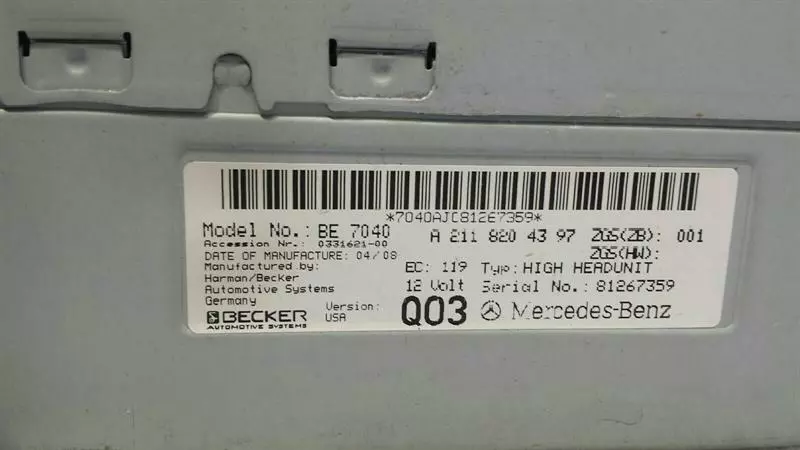 *7040AJC81267359*
Model No.: BE 7040 A 211 820 43 97 ZGS(ZB): 001
Accession Nr.: 0331621-00 ZGS(HW):
DATE OF MANUFACTURE: 04/08
Manufactured by: EC: 119 Typ: HIGH HEADUNIT
Harman/Becker
Automotive Systems 12 Volt Serial No.: 81267359
Germany
Version: Q03 Mercedes-Benz
BECKER USA
AUTOMOTIVE SYSTEMS